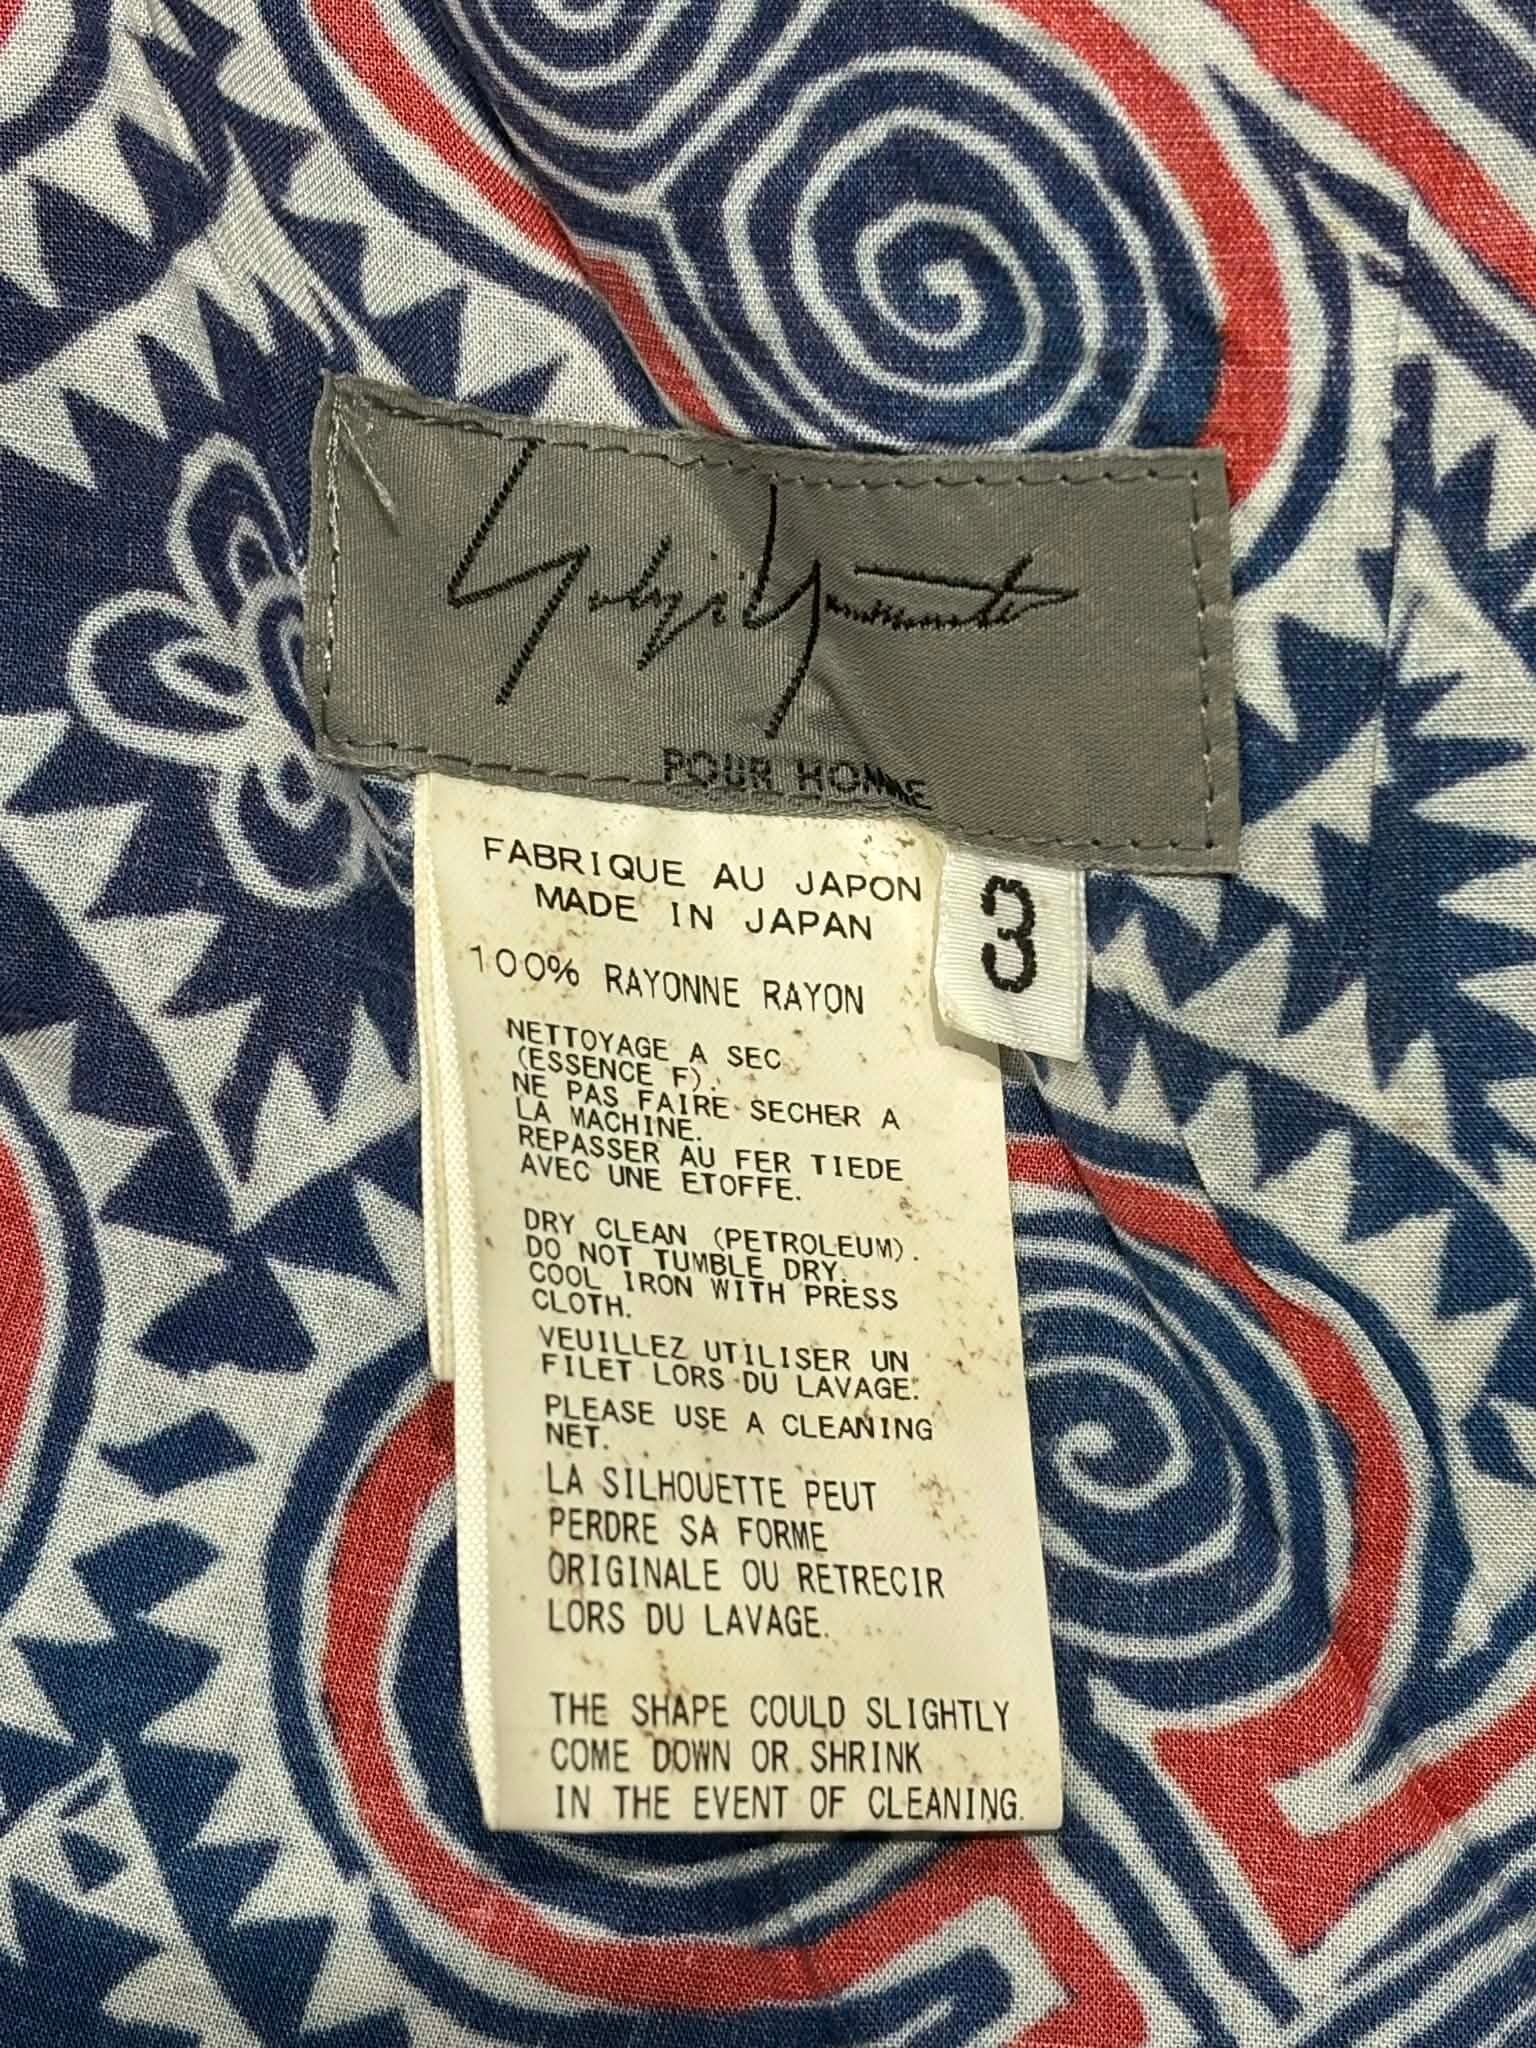 Yohji Yamamoto
POUR HOMME
FABRIQUE AU JAPON
MADE IN JAPAN
3
100% RAYONNE RAYON
NETTOYAGE A SEC
(ESSENCE F).
NE PAS FAIRE SECHER A
LA MACHINE.
REPASSER AU FER TIEDE
AVEC UNE ETOFFE.
DRY CLEAN (PETROLEUM).
DO NOT TUMBLE DRY.
COOL IRON WITH PRESS
CLOTH.
VEUILLEZ UTILISER UN
FILET LORS DU LAVAGE.
PLEASE USE A CLEANING
NET.
LA SILHOUETTE PEUT
PERDRE SA FORME
ORIGINALE OU RETRECIR
LORS DU LAVAGE.
THE SHAPE COULD SLIGHTLY
COME DOWN OR SHRINK
IN THE EVENT OF CLEANING.